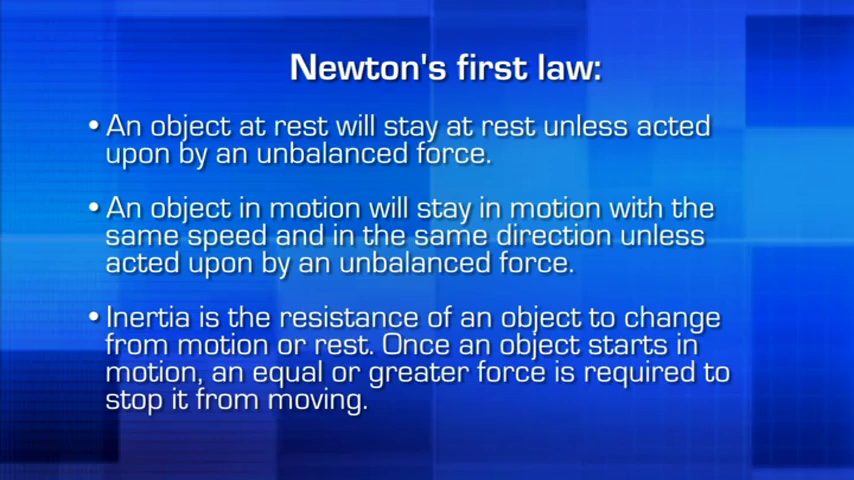 Newton's first law:
•An object at rest will stay at rest unless acted
upon by an unbalanced force.
•An object in motion will stay in motion with the
same speed and in the same direction unless
acted upon by an unbalanced force.
•Inertia is the resistance of an object to change
from motion or rest. Once an object starts in
motion, an equal or greater force is required to
stop it from moving.